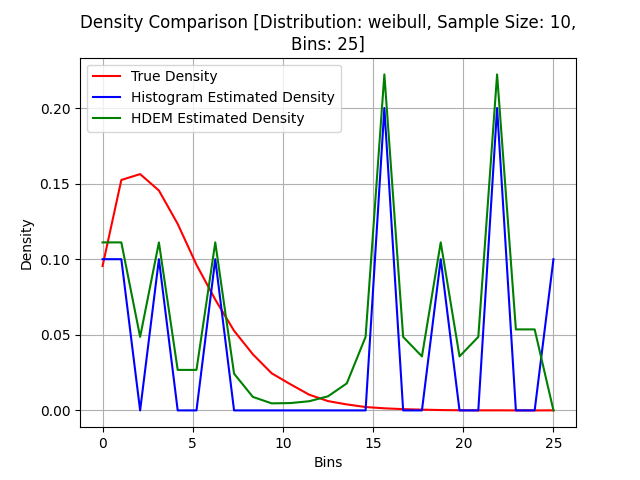 Density Comparison [Distribution: weibull, Sample Size: 10,
Bins: 25]
True Density
Histogram Estimated Density
HDEM Estimated Density
Density
0.20
0.15
0.10
0.05
0.00
0 5 10 15 20 25
Bins